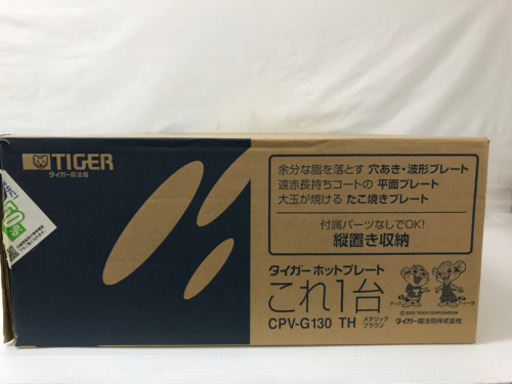 TIGER
タイガー魔法瓶
余分な脂を落とす 穴あき・波形プレート
遠赤長持ちコートの 平面プレート
大玉が焼ける たこ焼きプレート
付属パーツなしでOK!
縦置き収納
タイガー ホットプレート
これ1台
CPV-G130 TH メタリック
ブラウン
タイガー魔法瓶株式会社